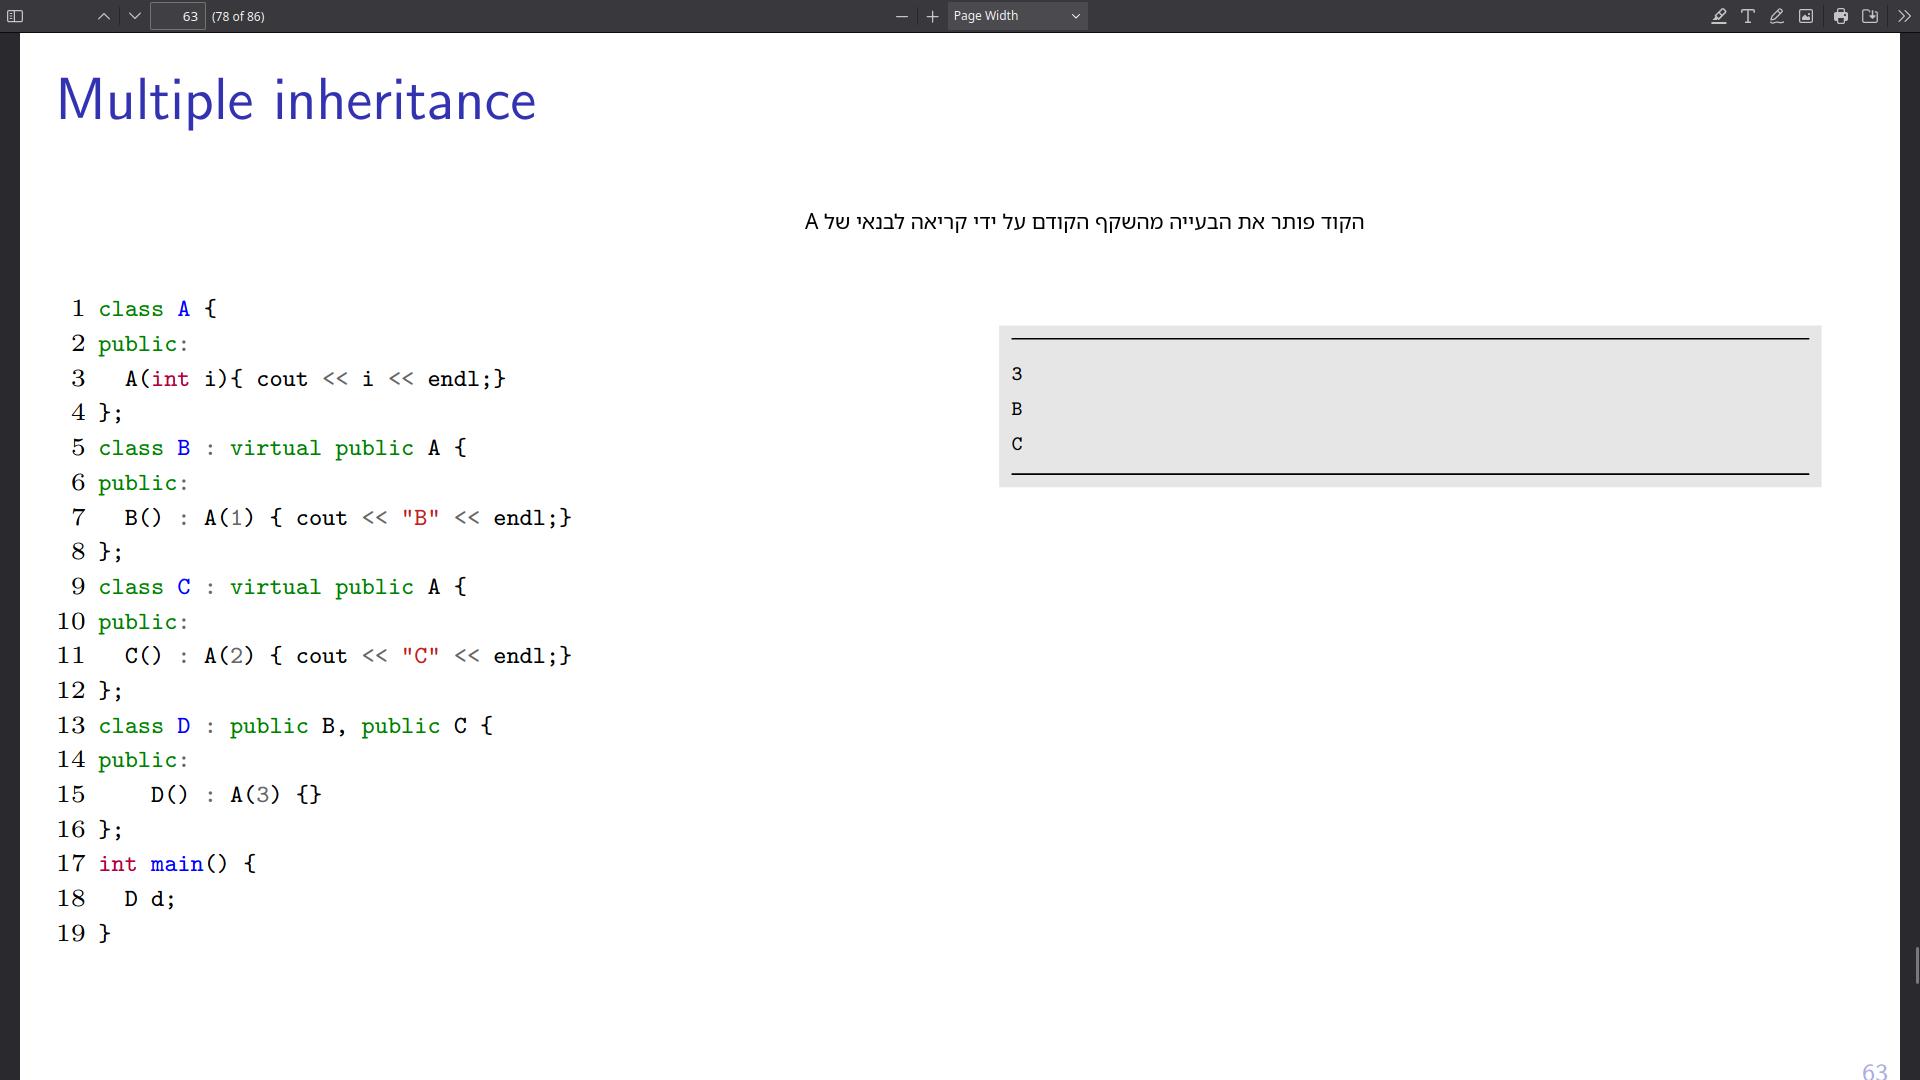 63 (78 of 86) Page Width
Multiple inheritance
הקוד פותר את הבעייה מהשקף הקודם על ידי קריאה לבנאי של A
1 class A {
2 public:
3   A(int i){ cout << i << endl;}
4 };
5 class B : virtual public A {
6 public:
7   B() : A(1) { cout << "B" << endl;}
8 };
9 class C : virtual public A {
10 public:
11   C() : A(2) { cout << "C" << endl;}
12 };
13 class D : public B, public C {
14 public:
15     D() : A(3) {}
16 };
17 int main() {
18   D d;
19 }
3
B
C
63